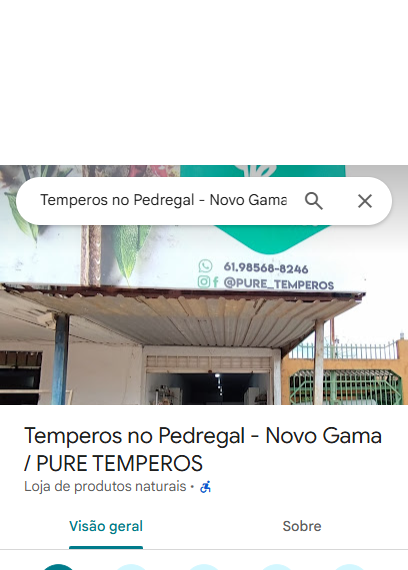 Temperos no Pedregal - Novo Gama
61.98568-8246
@PURE_TEMPEROS
Temperos no Pedregal - Novo Gama
/ PURE TEMPEROS
Loja de produtos naturais •
Visão geral
Sobre